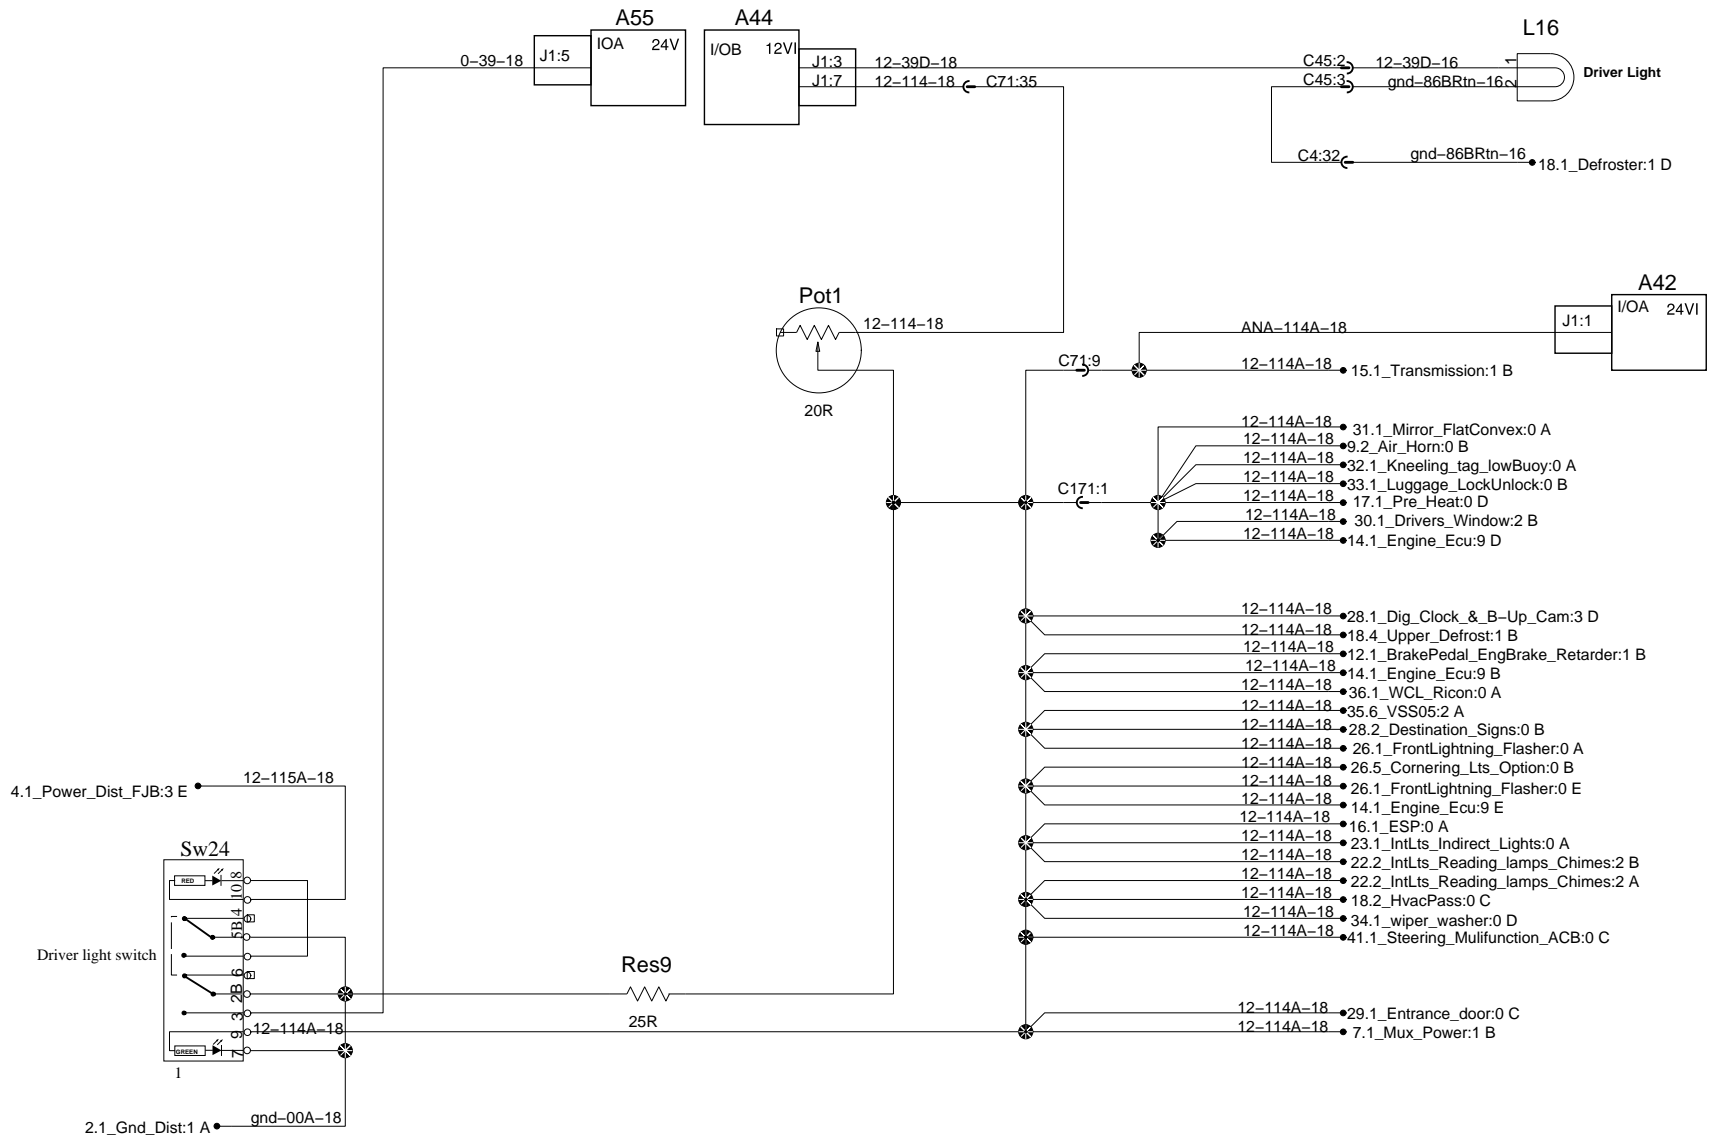 A55
A44
L16
IOA 24V
J1:5
0-39-18
I/OB 12VI
J1:3
J1:7
12-39D-18
12-114-18
C71:35
C45:2
12-39D-16
1
C45:3
gnd-86BRtn-16
2
Driver Light
C4:32
gnd-86BRtn-16
18.1_Defroster:1 D
A42
I/OA 24VI
J1:1
Pot1
12-114-18
20R
ANA-114A-18
C71:9
12-114A-18
15.1_Transmission:1 B
12-114A-18
31.1_Mirror_FlatConvex:0 A
12-114A-18
9.2_Air_Horn:0 B
12-114A-18
32.1_Kneeling_tag_lowBuoy:0 A
12-114A-18
33.1_Luggage_LockUnlock:0 B
C171:1
12-114A-18
17.1_Pre_Heat:0 D
12-114A-18
30.1_Drivers_Window:2 B
12-114A-18
14.1_Engine_Ecu:9 D
12-114A-18
28.1_Dig_Clock_&_B-Up_Cam:3 D
12-114A-18
18.4_Upper_Defrost:1 B
12-114A-18
12.1_BrakePedal_EngBrake_Retarder:1 B
12-114A-18
14.1_Engine_Ecu:9 B
12-114A-18
36.1_WCL_Ricon:0 A
12-114A-18
35.6_VSS05:2 A
12-114A-18
28.2_Destination_Signs:0 B
12-114A-18
26.1_FrontLightning_Flasher:0 A
12-114A-18
26.5_Cornering_Lts_Option:0 B
12-114A-18
26.1_FrontLightning_Flasher:0 E
12-114A-18
14.1_Engine_Ecu:9 E
12-114A-18
16.1_ESP:0 A
12-114A-18
23.1_IntLts_Indirect_Lights:0 A
12-114A-18
22.2_IntLts_Reading_lamps_Chimes:2 B
12-114A-18
22.2_IntLts_Reading_lamps_Chimes:2 A
12-114A-18
18.2_HvacPass:0 C
12-114A-18
34.1_wiper_washer:0 D
12-114A-18
41.1_Steering_Mulifunction_ACB:0 C
12-114A-18
29.1_Entrance_door:0 C
12-114A-18
7.1_Mux_Power:1 B
12-115A-18
4.1_Power_Dist_FJB:3 E
Sw24
RED
8
10
4
5B
Driver light switch
6
2B
3
9
12-114A-18
GREEN
7
1
Res9
25R
gnd-00A-18
2.1_Gnd_Dist:1 A